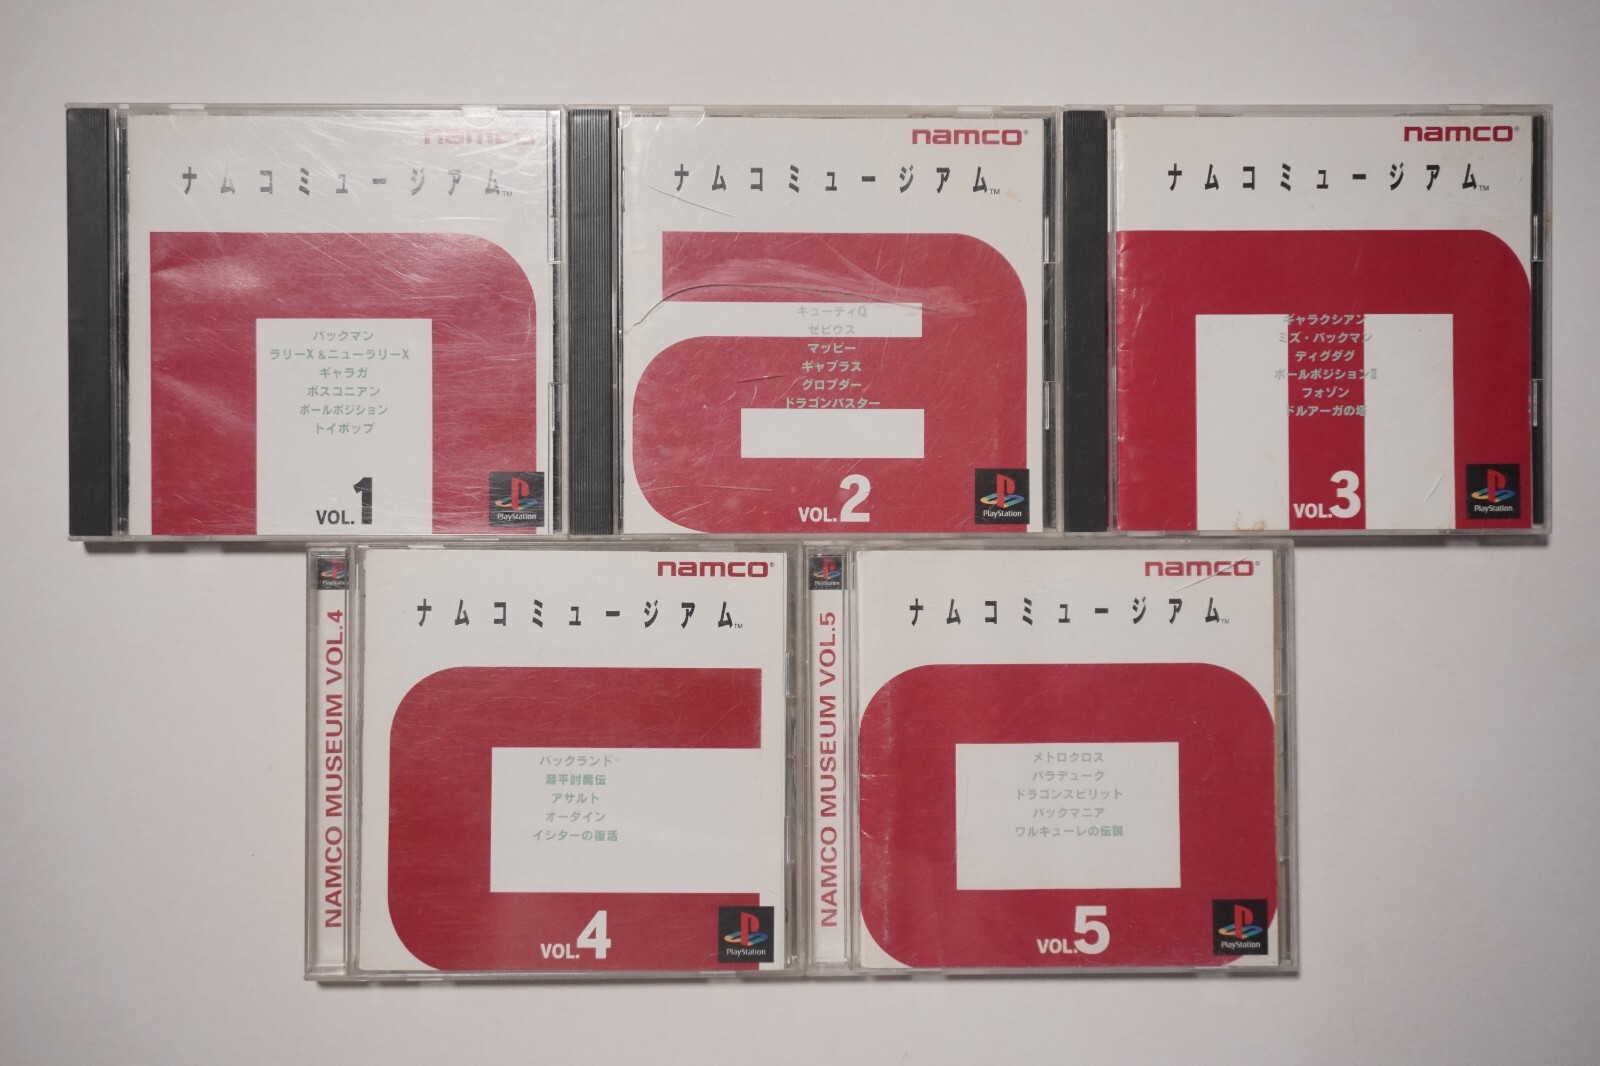 namco®
ナムコミュージアム™
パックマン
ラリーX&ニューラリーX
ギャラガ
ボスコニアン
ポールポジション
トイポップ
VOL.1
PlayStation
namco®
ナムコミュージアム™
キューティQ
ゼビウス
マッピー
ギャプラス
グロブダー
ドラゴンバスター
VOL.2
PlayStation
namco®
ナムコミュージアム™
ギャラクシアン
ミズ・パックマン
ディグダグ
ポールポジションII
フォゾン
ドルアーガの塔
VOL.3
PlayStation
PlayStation
NAMCO MUSEUM VOL.4
namco®
ナムコミュージアム™
パックランド
源平討魔伝
アサルト
オーダイン
イシターの復活
VOL.4
PlayStation
PlayStation
NAMCO MUSEUM VOL.5
namco®
ナムコミュージアム™
メトロクロス
バラデューク
ドラゴンスピリット
パックマニア
ワルキューレの伝説
VOL.5
PlayStation